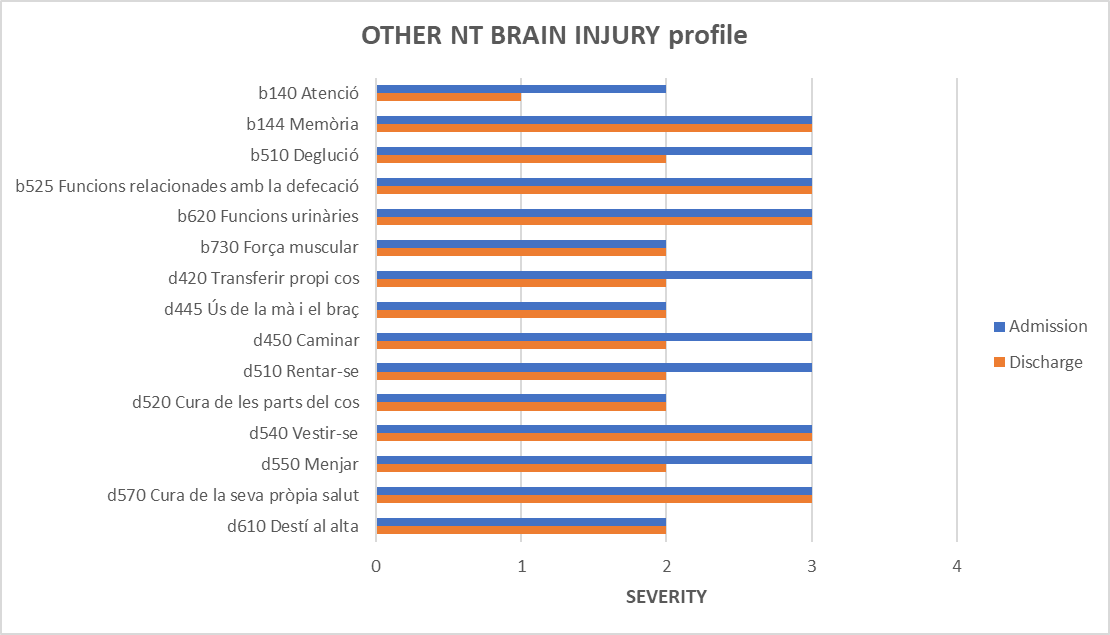 OTHER NT BRAIN INJURY profile
b140 Atenció
b144 Memòria
b510 Deglució
b525 Funcions relacionades amb la defecació
b620 Funcions urinàries
b730 Força muscular
d420 Transferir propi cos
d445 Ús de la mà i el braç
d450 Caminar
d510 Rentar-se
d520 Cura de les parts del cos
d540 Vestir-se
d550 Menjar
d570 Cura de la seva pròpia salut
d610 Destí al alta
0 1 2 3 4
SEVERITY
Admission
Discharge